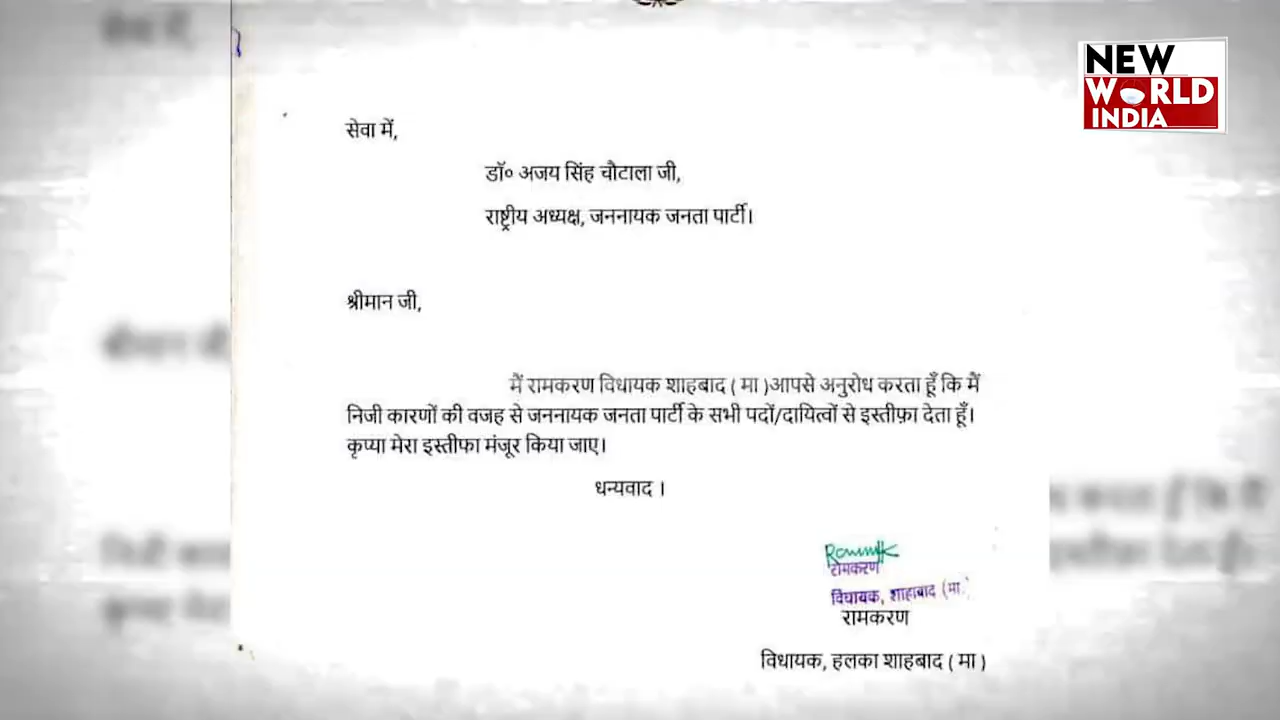 NEW
WORLD
INDIA
सेवा में,
डॉ० अजय सिंह चौटाला जी,
राष्ट्रीय अध्यक्ष, जननायक जनता पार्टी।
श्रीमान जी,
मैं रामकरण विधायक शाहबाद ( मा )आपसे अनुरोध करता हूँ कि मैं
निजी कारणों की वजह से जननायक जनता पार्टी के सभी पदों/दायित्वों से इस्तीफ़ा देता हूँ।
कृप्या मेरा इस्तीफा मंजूर किया जाए।
धन्यवाद ।
रामकरण
विधायक, शाहाबाद (मा.)
रामकरण
विधायक, हलका शाहबाद ( मा )